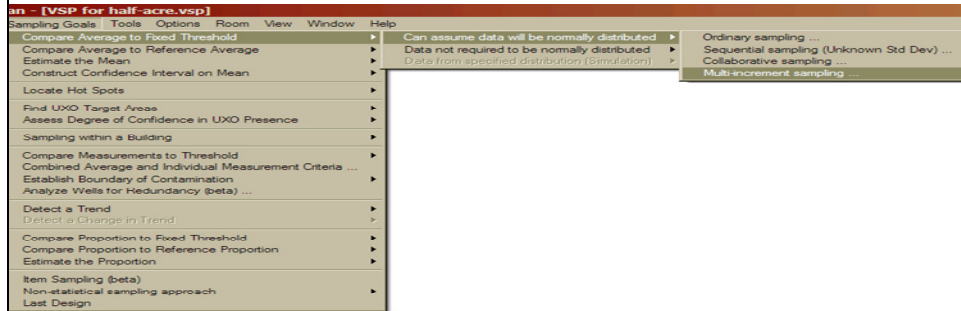 an - [VSP for half-acre.vsp]
Sampling Goals Tools Options Room View Window Help
Compare Average to Fixed Threshold
Compare Average to Reference Average
Estimate the Mean
Construct Confidence Interval on Mean
Locate Hot Spots
Find UXO Target Areas
Assess Degree of Confidence in UXO Presence
Sampling within a Building
Compare Measurements to Threshold
Combined Average and Individual Measurement Criteria ...
Establish Boundary of Contamination
Analyze Wells for Redundancy (beta) ...
Detect a Trend
Detect a Change in Trend
Compare Proportion to Fixed Threshold
Compare Proportion to Reference Proportion
Estimate the Proportion
Item Sampling (beta)
Non-statistical sampling approach
Last Design
Can assume data will be normally distributed
Data not required to be normally distributed
Data from specified distribution (Simulation)
Ordinary sampling ...
Sequential sampling (Unknown Std Dev) ...
Collaborative sampling ...
Multi-increment sampling ...